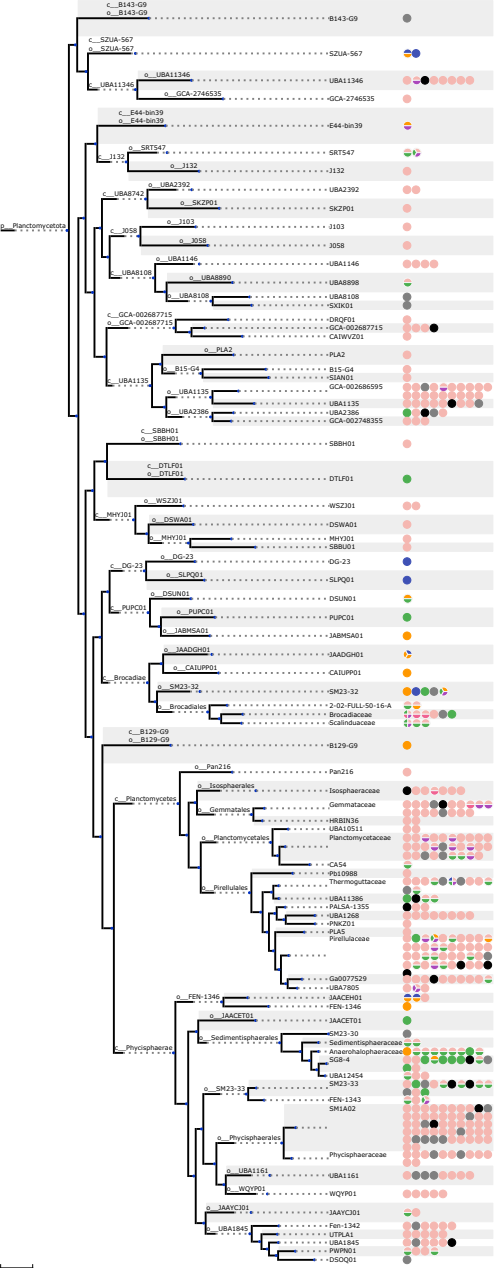 c__B143-G9
o__B143-G9
B143-G9
c__SZUA-567
o__SZUA-567
SZUA-567
o__UBA11346
UBA11346
c__UBA11346
o__GCA-2746535
GCA-2746535
c__E44-bin39
o__E44-bin39
E44-bin39
o__SRT547
SRT547
c__J132
o__J132
J132
o__UBA2392
UBA2392
c__UBA8742
o__SKZP01
SKZP01
o__J103
J103
c__J058
o__J058
J058
p__Planctomycetota
o__UBA1146
UBA1146
c__UBA8108
o__UBA8890
UBA8898
o__UBA8108
UBA8108
SXIK01
c__GCA-002687715
o__GCA-002687715
DRQF01
GCA-002687715
CAIWVZ01
o__PLA2
PLA2
o__B15-G4
B15-G4
SIAN01
c__UBA1135
GCA-002686595
o__UBA1135
UBA1135
o__UBA2386
UBA2386
GCA-002748355
c__SBBH01
o__SBBH01
SBBH01
c__DTLF01
o__DTLF01
DTLF01
o__WSZJ01
WSZJ01
c__MHYJ01
o__DSWA01
DSWA01
o__MHYJ01
MHYJ01
SBBU01
o__DG-23
DG-23
c__DG-23
o__SLPQ01
SLPQ01
o__DSUN01
DSUN01
c__PUPC01
o__PUPC01
PUPC01
o__JABMSA01
JABMSA01
o__JAADGH01
JAADGH01
o__CAIUPP01
CAIUPP01
c__Brocadiae
o__SM23-32
SM23-32
o__Brocadiales
2-02-FULL-50-16-A
Brocadiaceae
Scalinduaceae
c__B129-G9
o__B129-G9
B129-G9
o__Pan216
Pan216
o__Isosphaerales
Isosphaeraceae
c__Planctomycetes
o__Gemmatales
Gemmataceae
HRBIN36
UBA10511
o__Planctomycetales
Planctomycetaceae
CA54
Pb10988
Thermoguttaceae
o__Pirellulales
UBA11386
PALSA-1355
UBA1268
PNKZ01
PLA5
Pirellulaceae
Ga0077529
UBA7805
o__FEN-1346
JAACEH01
FEN-1346
o__JAACET01
JAACET01
SM23-30
o__Sedimentisphaerales
Sedimentisphaeraceae
Anaerohalophaeraceae
SG8-4
c__Phycisphaerae
UBA12454
o__SM23-33
SM23-33
FEN-1343
SM1A02
o__Phycisphaerales
Phycisphaeraceae
o__UBA1161
UBA1161
o__WQYP01
WQYP01
o__JAAYCJ01
JAAYCJ01
o__UBA1845
Fen-1342
UTPLA1
UBA1845
PWPN01
DSOQ01